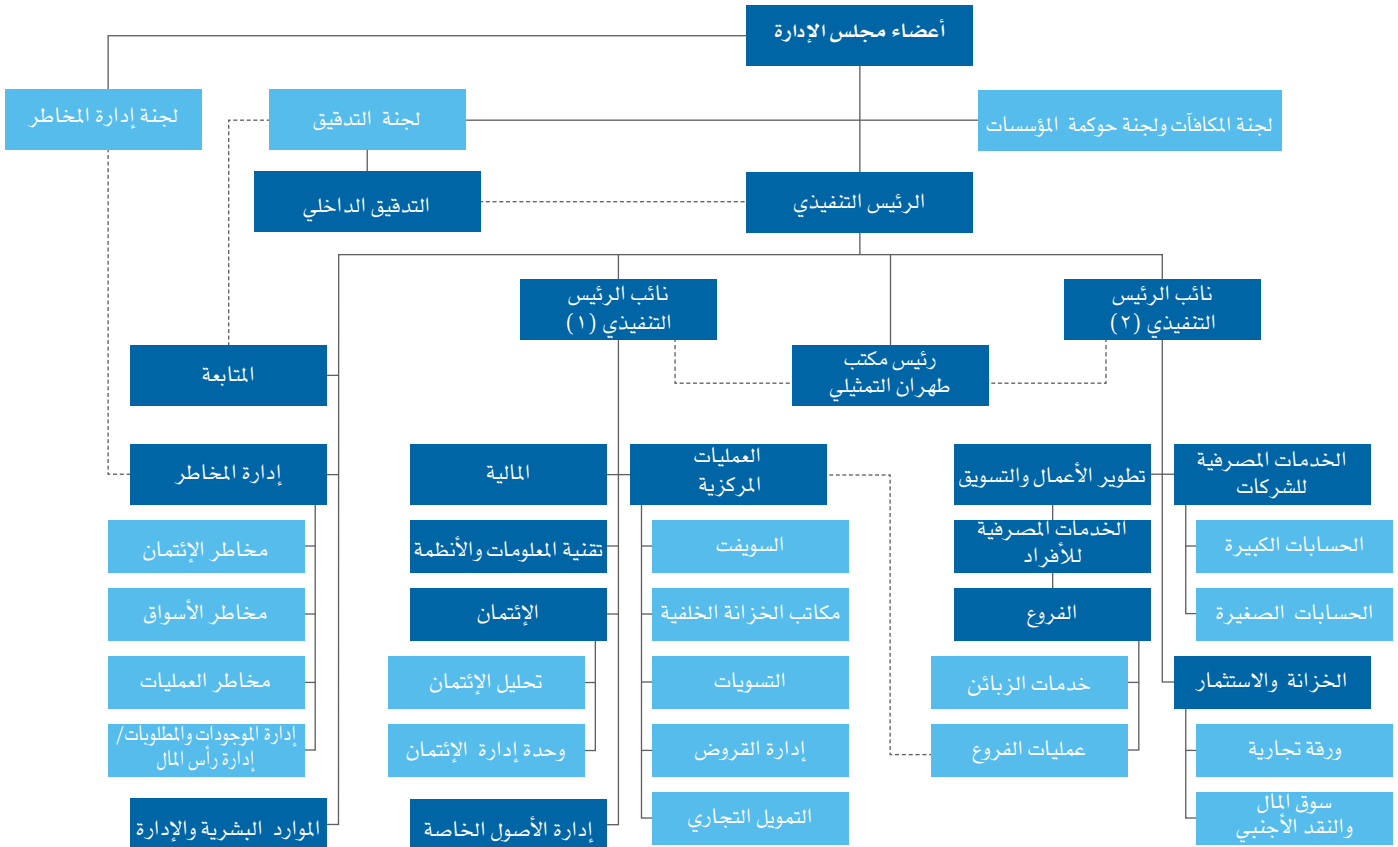 أعضاء مجلس الإدارة
لجنة المكافآت ولجنة حوكمة المؤسسات
لجنة التدقيق
لجنة إدارة المخاطر
الرئيس التنفيذي
التدقيق الداخلي
نائب الرئيس
التنفيذي (٢)
نائب الرئيس
التنفيذي (١)
رئيس مكتب
طهران التمثيلي
المتابعة
الخدمات المصرفية
للشركات
الحسابات الكبيرة
الحسابات الصغيرة
الخزانة والاستثمار
ورقة تجارية
سوق المال
والنقد الأجنبي
تطوير الأعمال والتسويق
الخدمات المصرفية
للأفراد
الفروع
خدمات الزبائن
عمليات الفروع
العمليات
المركزية
السويفت
مكاتب الخزانة الخلفية
التسويات
إدارة القروض
التمويل التجاري
المالية
تقنية المعلومات والأنظمة
الإئتمان
تحليل الإئتمان
وحدة إدارة الإئتمان
إدارة الأصول الخاصة
إدارة المخاطر
مخاطر الإئتمان
مخاطر الأسواق
مخاطر العمليات
إدارة الموجودات والمطلوبات/
إدارة رأس المال
الموارد البشرية والإدارة